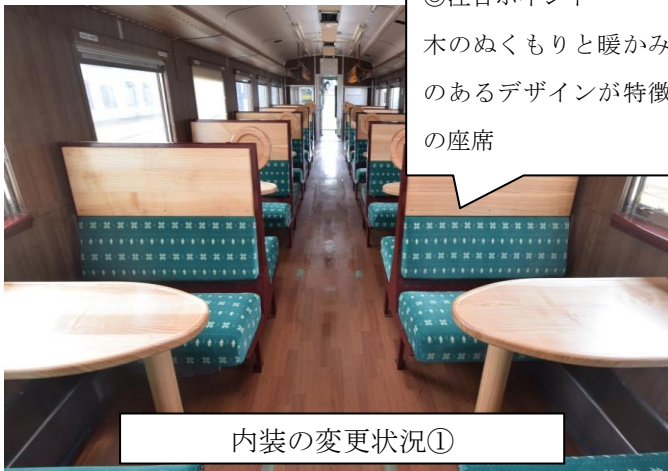 木のぬくもりと暖かみ
のあるデザインが特徴
の座席
内装の変更状況①